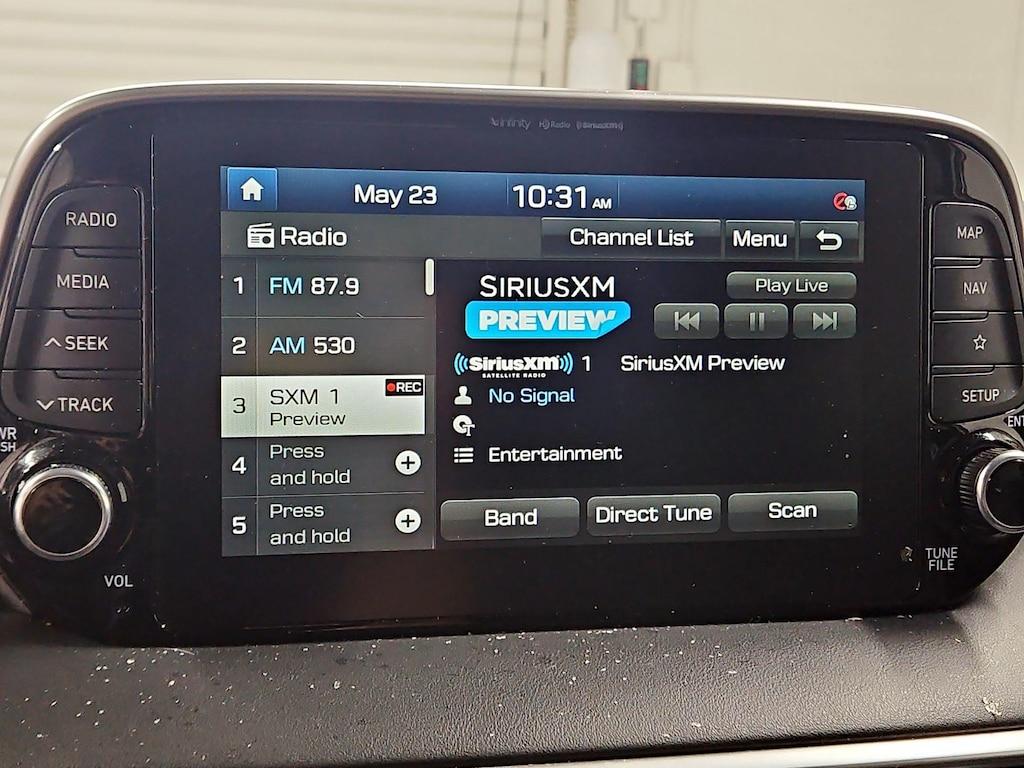 infinity HD Radio ((SiriusXM))
May 23 10:31 AM
Radio Channel List Menu
1 FM 87.9
2 AM 530
3 SXM 1 REC
Preview
4 Press
and hold
5 Press
and hold
SIRIUSXM
PREVIEW
Play Live
((SiriusXM)) 1 SiriusXM Preview
SATELLITE RADIO
No Signal
Entertainment
Band Direct Tune Scan
RADIO
MEDIA
SEEK
TRACK
VOL
MAP
NAV
SETUP
ENT
TUNE
FILE